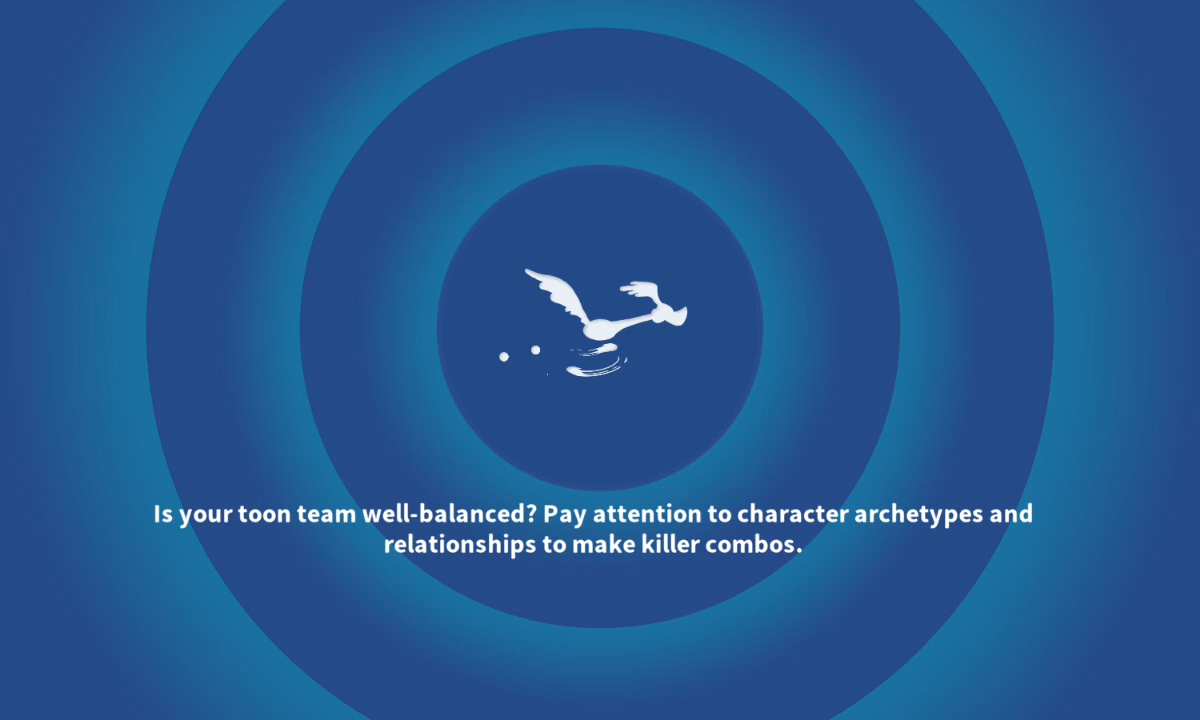 Is your toon team well-balanced? Pay attention to character archetypes and
relationships to make killer combos.